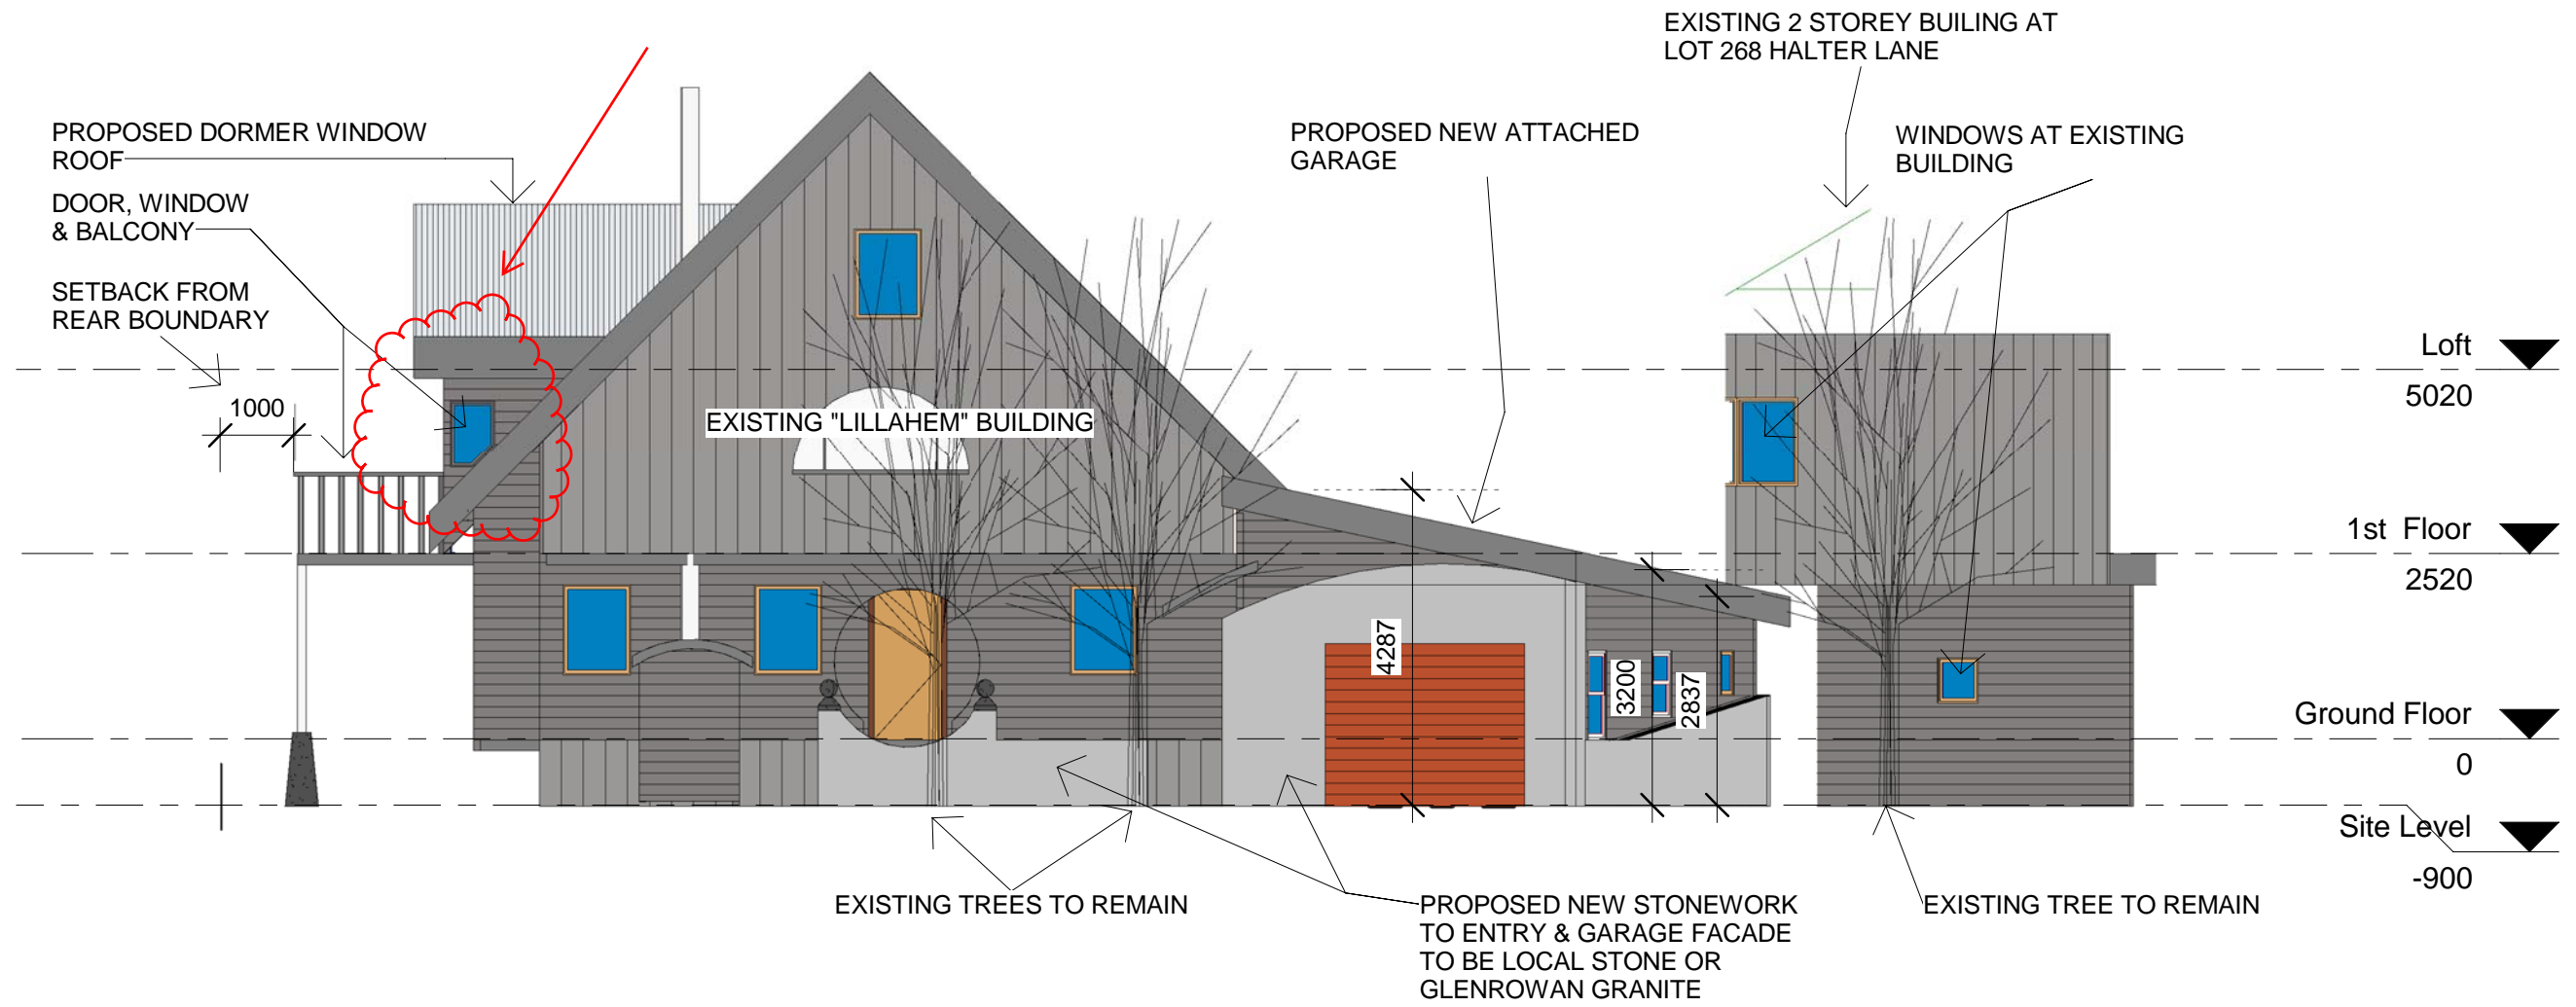 EXISTING 2 STOREY BUILING AT
LOT 268 HALTER LANE
PROPOSED DORMER WINDOW
ROOF
PROPOSED NEW ATTACHED
GARAGE
WINDOWS AT EXISTING
BUILDING
DOOR, WINDOW
& BALCONY
SETBACK FROM
REAR BOUNDARY
1000
EXISTING "LILLAHEM" BUILDING
Loft
5020
1st Floor
2520
4287
3200
2837
Ground Floor
0
Site Level
-900
EXISTING TREES TO REMAIN
PROPOSED NEW STONEWORK
TO ENTRY & GARAGE FACADE
TO BE LOCAL STONE OR
GLENROWAN GRANITE
EXISTING TREE TO REMAIN